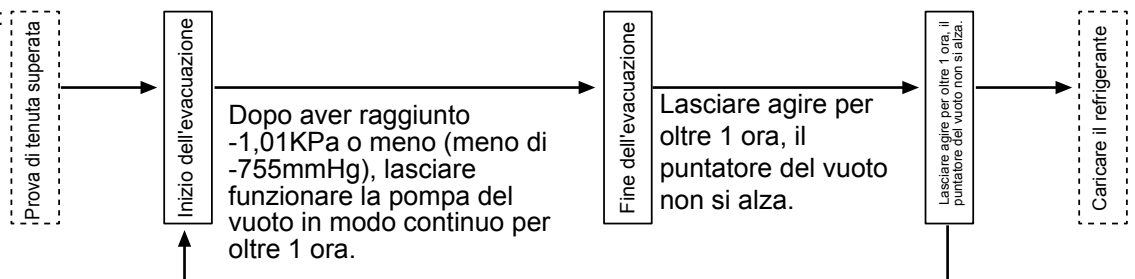 Prova di tenuta superata
Inizio dell'evacuazione
Dopo aver raggiunto
-1,01KPa o meno (meno di
-755mmHg), lasciare
funzionare la pompa del
vuoto in modo continuo per
oltre 1 ora.
Fine dell'evacuazione
Lasciare agire per
oltre 1 ora, il
puntatore del vuoto
non si alza.
Lasciare agire per oltre 1 ora, il
puntatore del vuoto non si alza.
Caricare il refrigerante